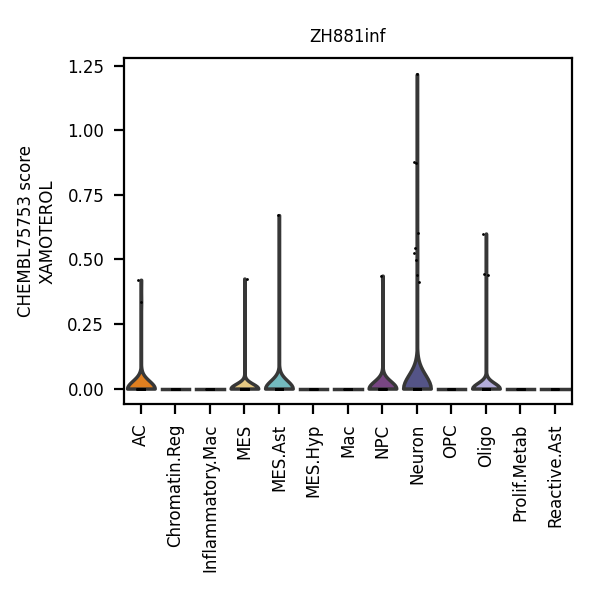 ZH881inf
CHEMBL75753 score
XAMOTEROL
1.25
1.00
0.75
0.50
0.25
0.00
AC
Chromatin.Reg
Inflammatory.Mac
MES
MES.Ast
MES.Hyp
Mac
NPC
Neuron
OPC
Oligo
Prolif.Metab
Reactive.Ast